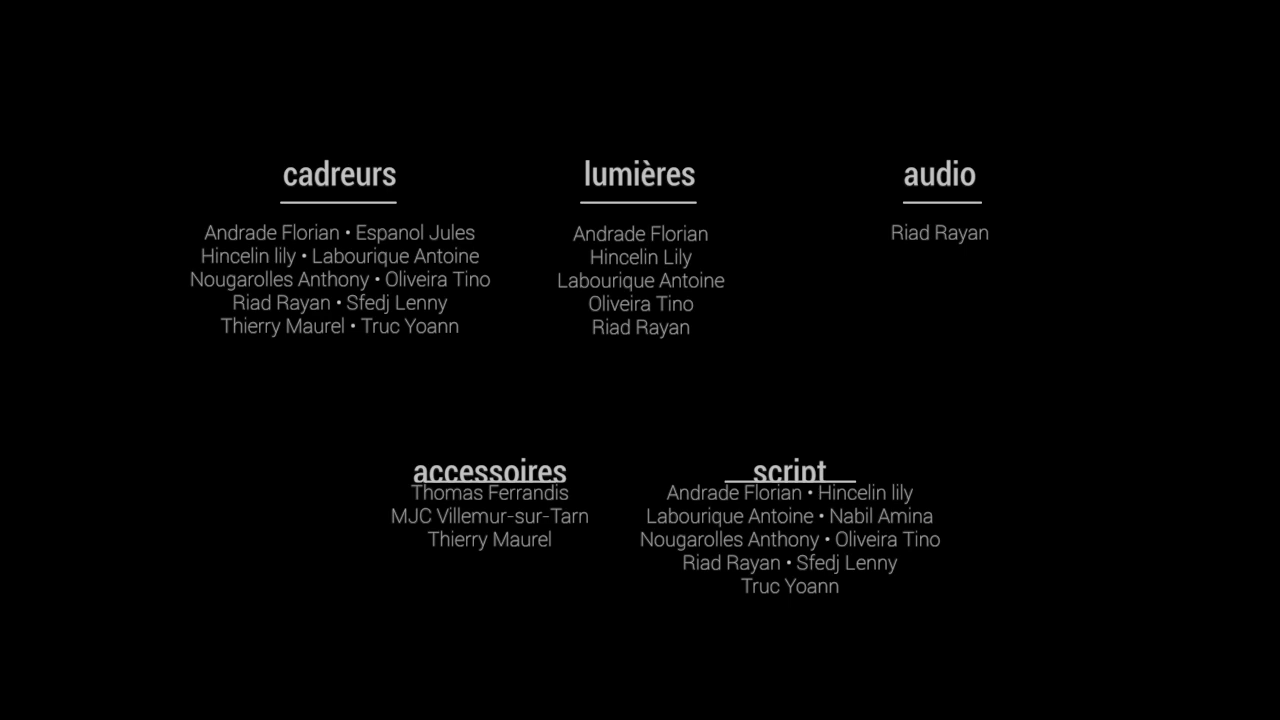 cadreurs
Andrade Florian • Espanol Jules
Hincelin lily • Labourique Antoine
Nougarolles Anthony • Oliveira Tino
Riad Rayan • Sfedj Lenny
Thierry Maurel • Truc Yoann
lumières
Andrade Florian
Hincelin Lily
Labourique Antoine
Oliveira Tino
Riad Rayan
audio
Riad Rayan
accessoires
Thomas Ferrandis
MJC Villemur-sur-Tarn
Thierry Maurel
script
Andrade Florian • Hincelin lily
Labourique Antoine • Nabil Amina
Nougarolles Anthony • Oliveira Tino
Riad Rayan • Sfedj Lenny
Truc Yoann